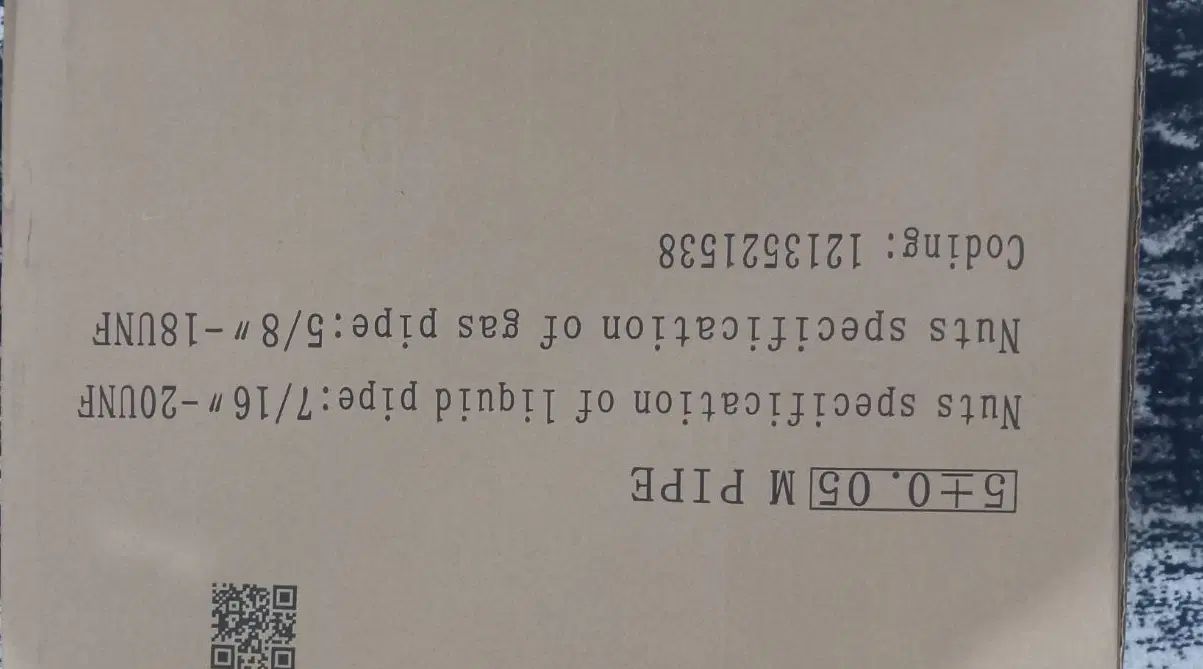 5±0.05 M PIPE
Nuts specification of liquid pipe:7/16"-20UNF
Nuts specification of gas pipe:5/8"-18UNF
Coding: 1213521538